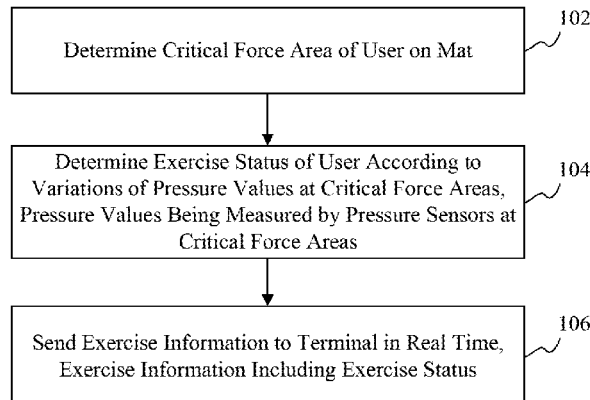 102
Determine Critical Force Area of User on Mat
104
Determine Exercise Status of User According to
Variations of Pressure Values at Critical Force Areas,
Pressure Values Being Measured by Pressure Sensors at
Critical Force Areas
106
Send Exercise Information to Terminal in Real Time,
Exercise Information Including Exercise Status